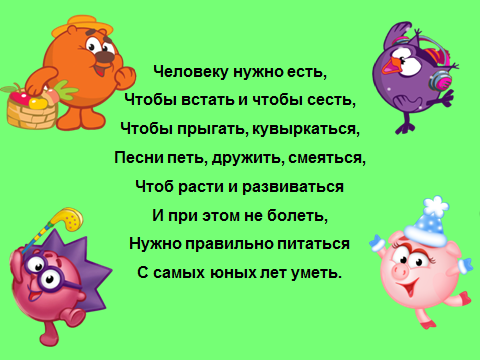 Человеку нужно есть,
Чтобы встать и чтобы сесть,
Чтобы прыгать, кувыркаться,
Песни петь, дружить, смеяться,
Чтоб расти и развиваться
И при этом не болеть,
Нужно правильно питаться
С самых юных лет уметь.